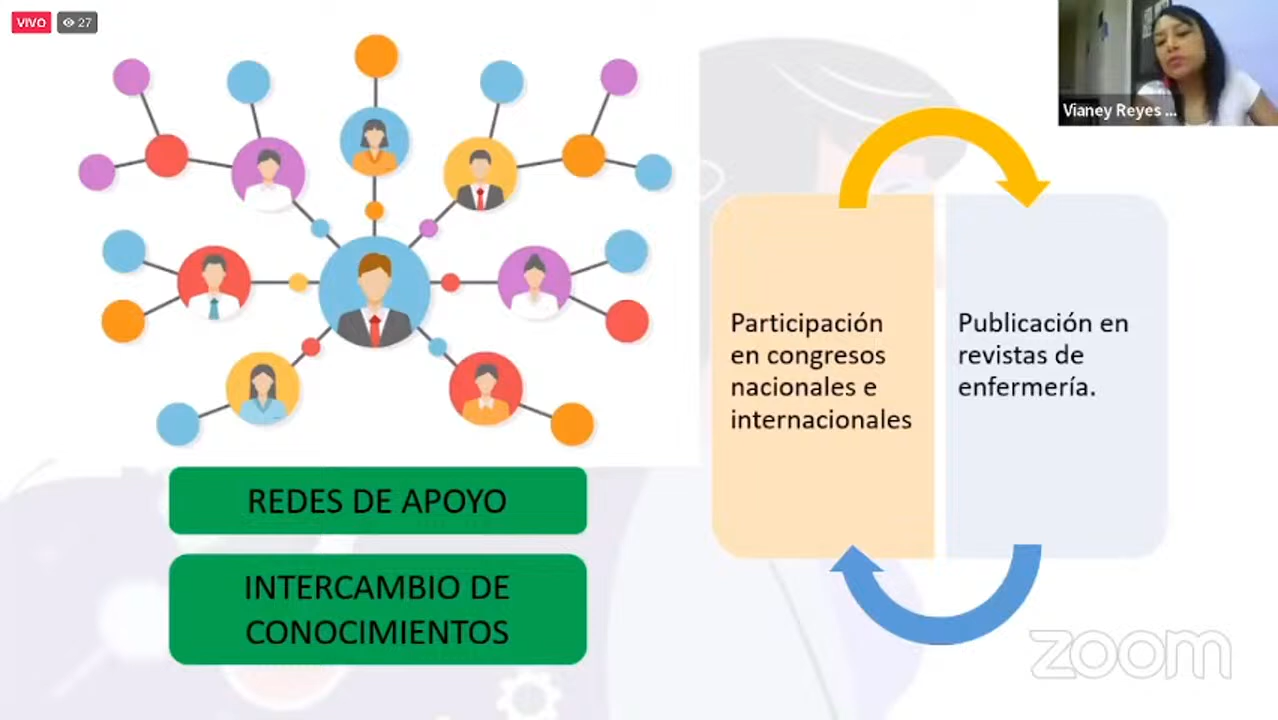 VIVO
27
Vianey Reyes ...
Participación
en congresos
nacionales e
internacionales
Publicación en
revistas de
enfermería.
REDES DE APOYO
INTERCAMBIO DE
CONOCIMIENTOS
zoom